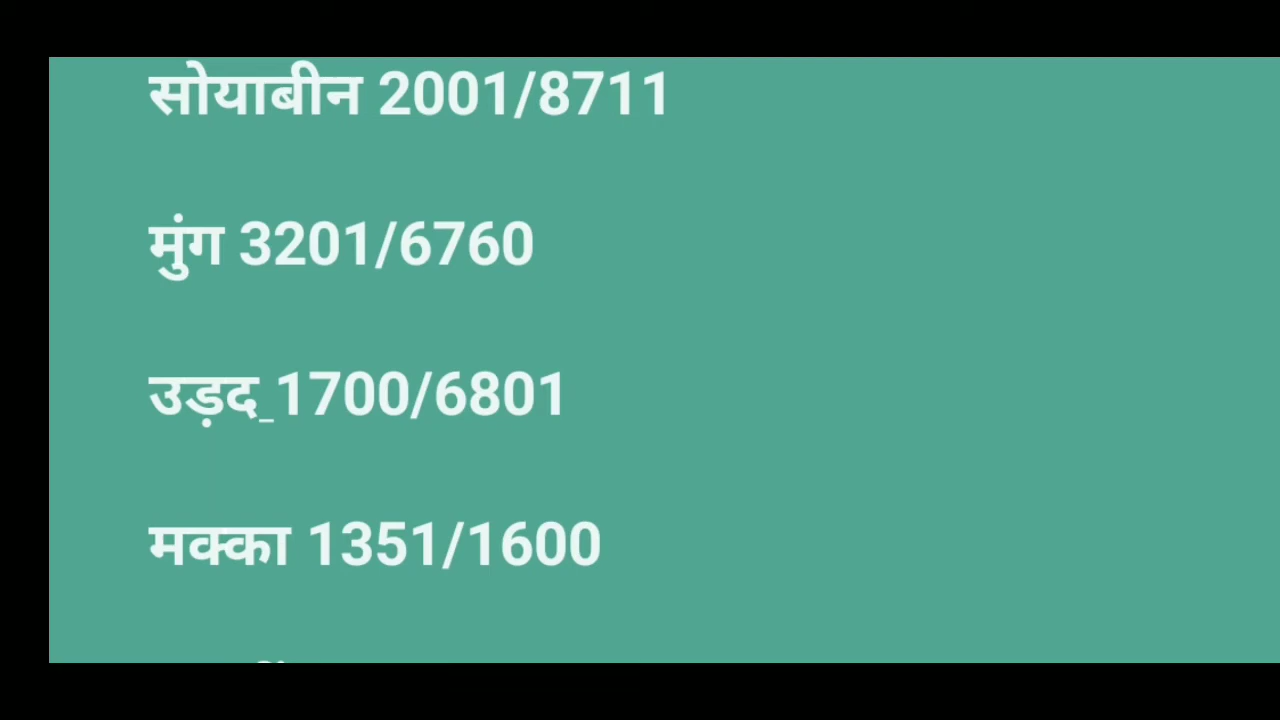 सोयाबीन 2001/8711
मुंग 3201/6760
उड़द_1700/6801
मक्का 1351/1600